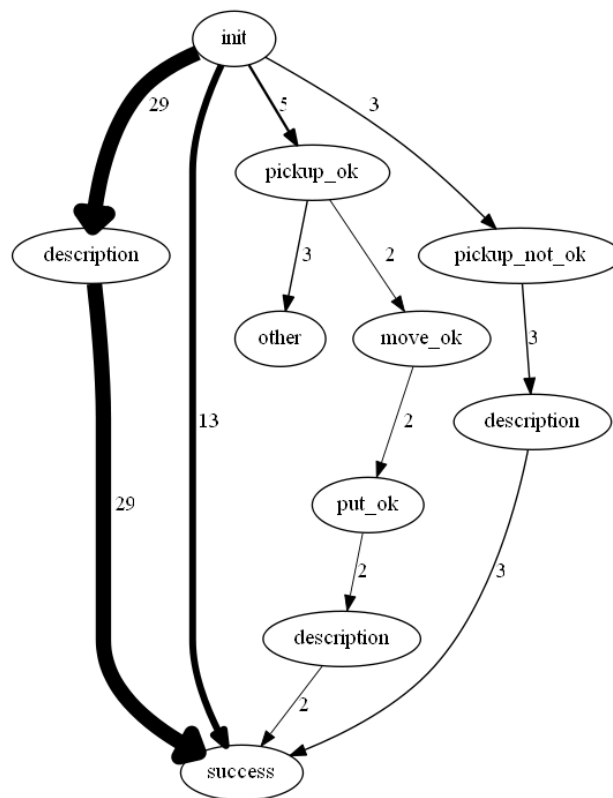 init
29
5
3
pickup_ok
description
3
2
pickup_not_ok
other
move_ok
3
13
2
description
29
put_ok
2
3
description
2
success